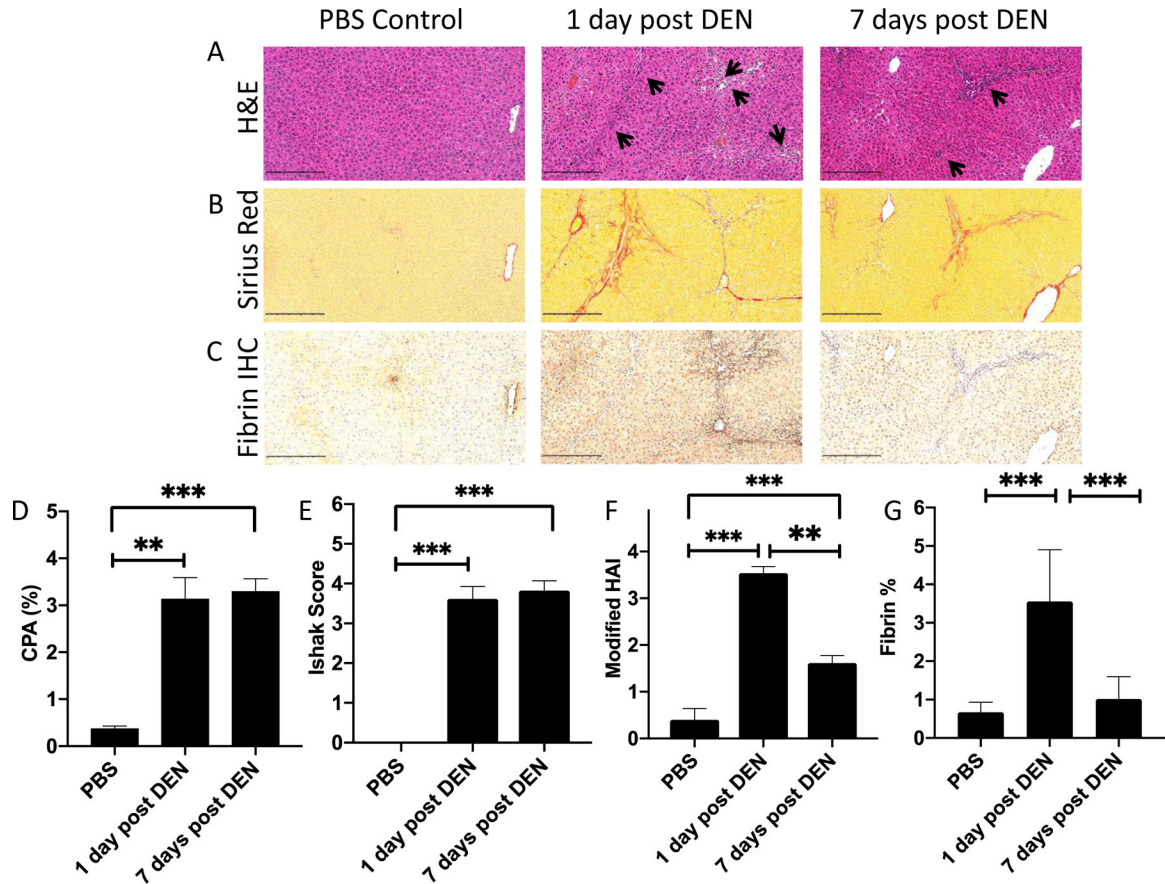 PBS Control
1 day post DEN
7 days post DEN
A
H&E
B
Sirius Red
C
Fibrin IHC
D
***
**
CPA (%)
5
4
3
2
1
0
PBS
1 day post DEN
7 days post DEN
E
***
***
Ishak Score
6
5
4
3
2
1
0
PBS
1 day post DEN
7 days post DEN
F
***
***
**
Modified HAI
4
3
2
1
0
PBS
1 day post DEN
7 days post DEN
G
***
***
Fibrin %
6
5
4
3
2
1
0
PBS
1 day post DEN
7 days post DEN